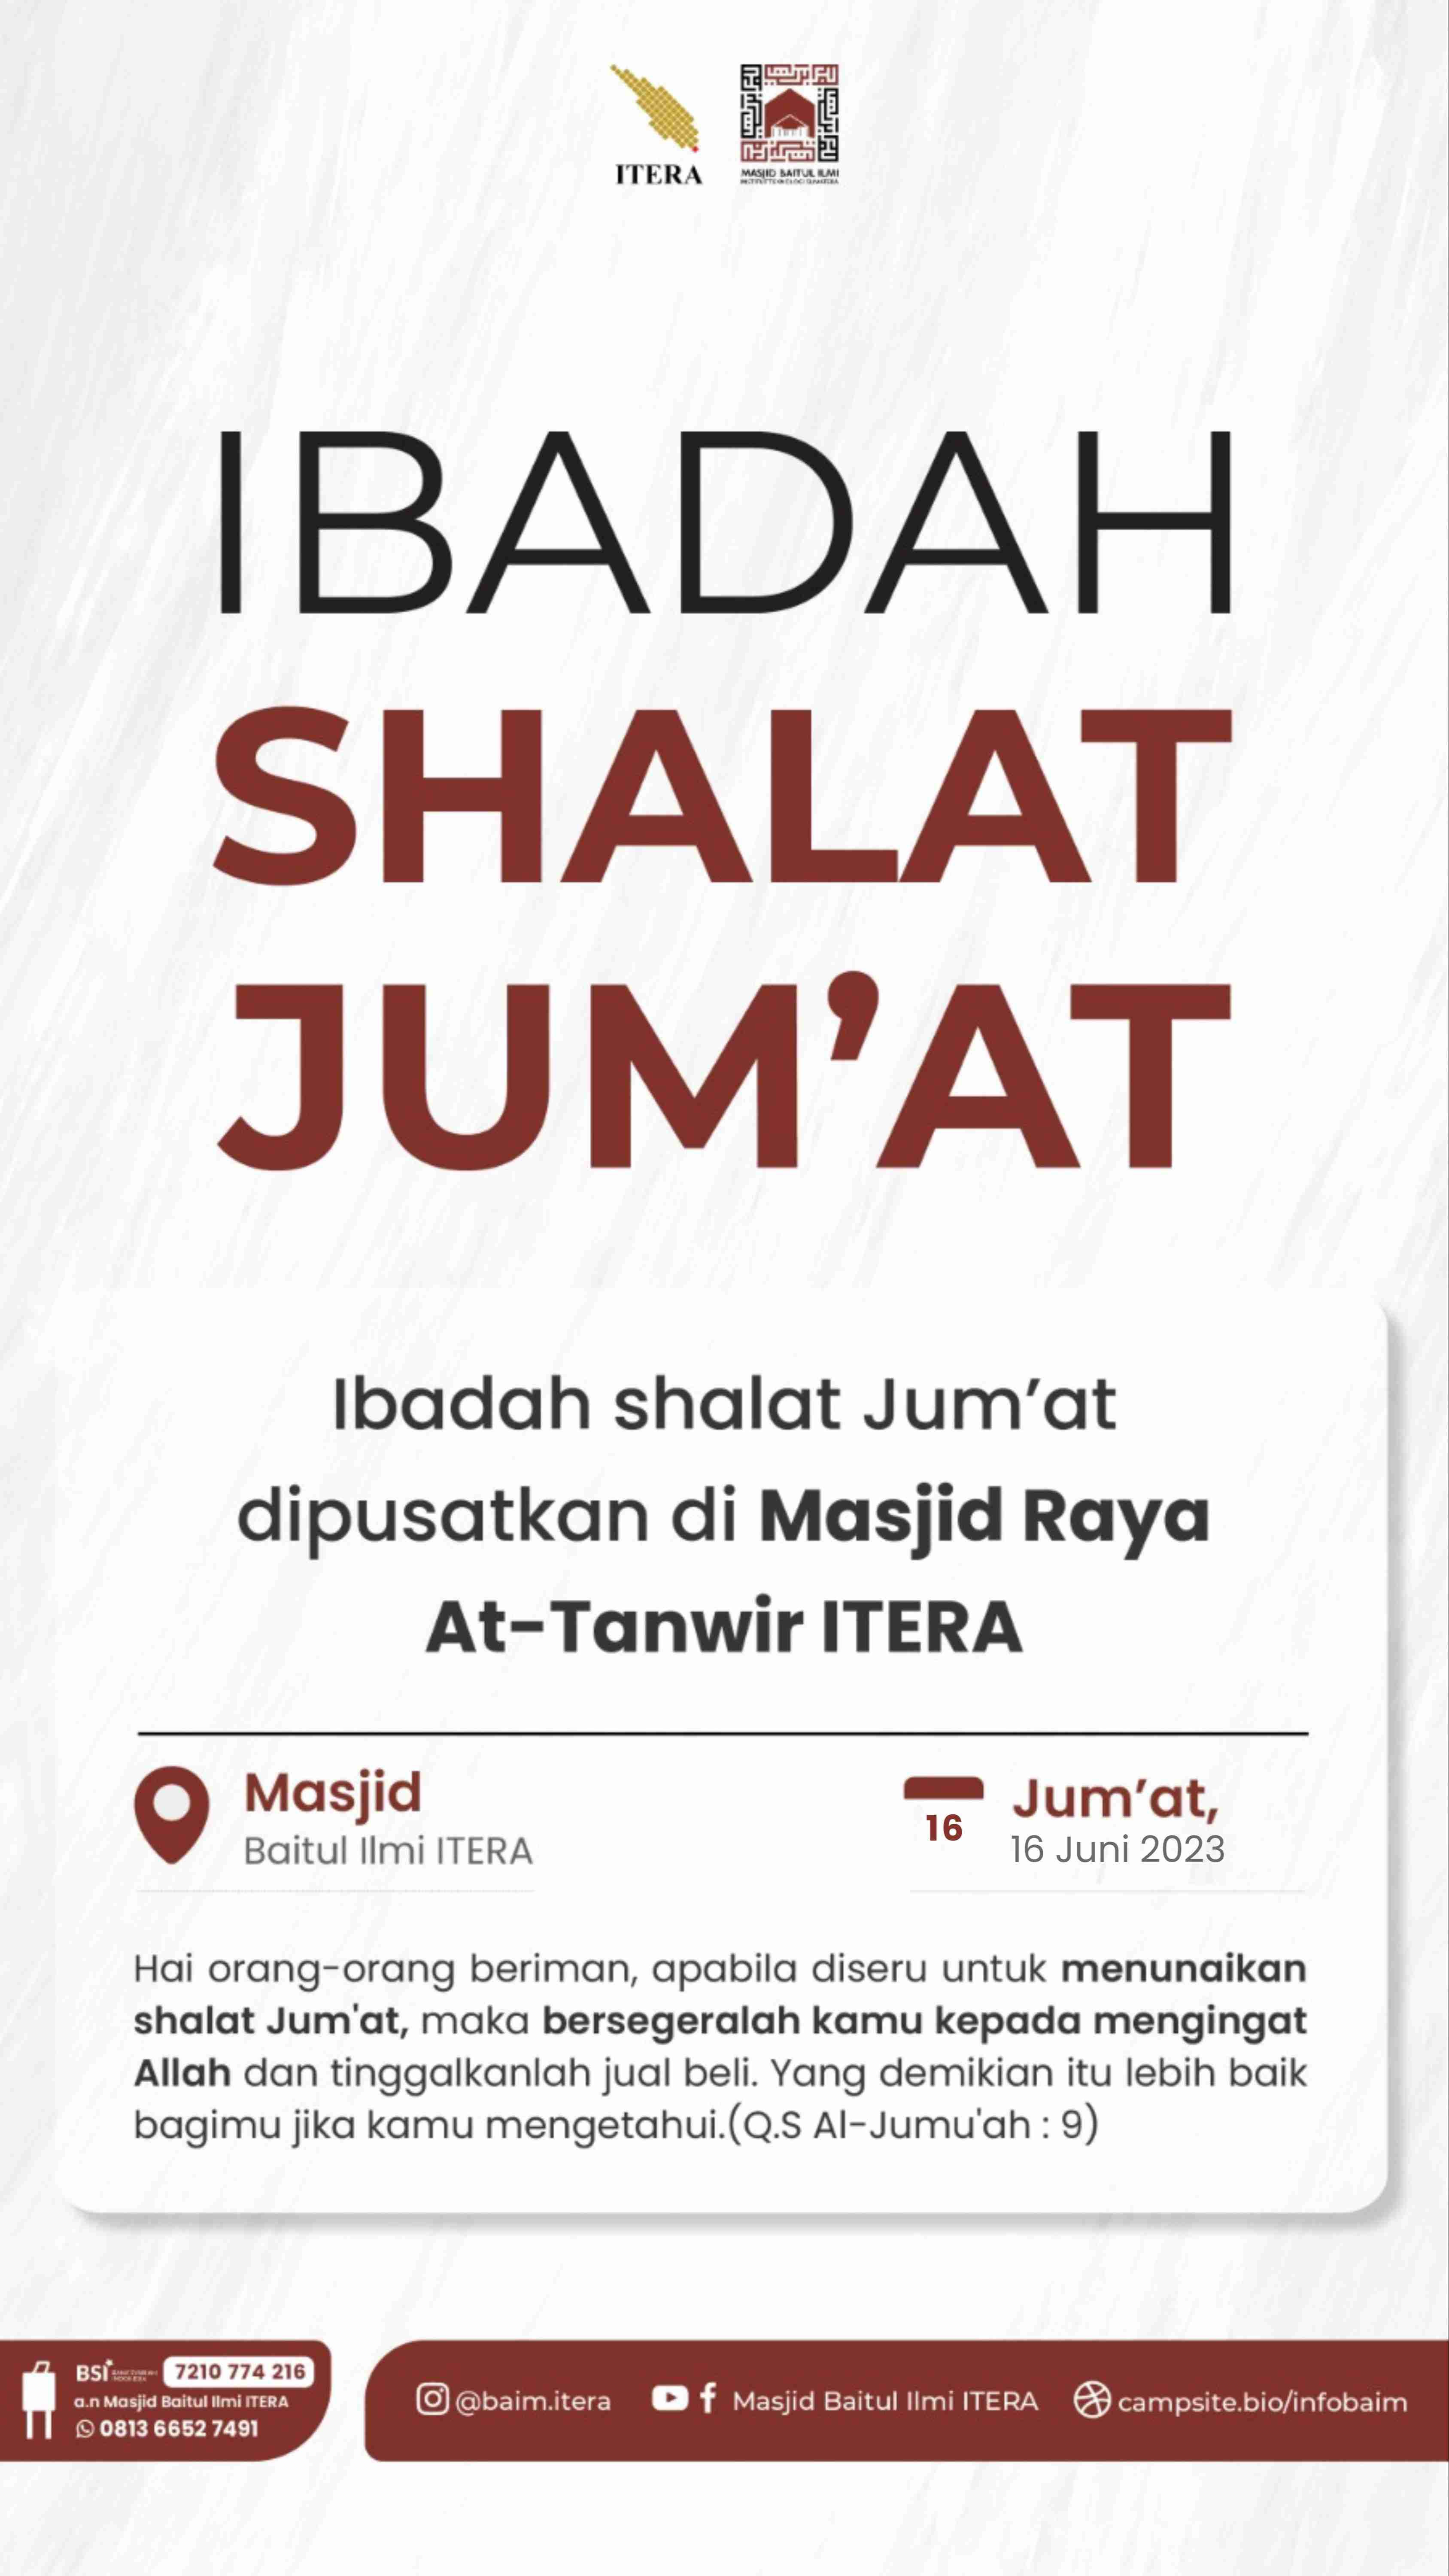 ITERA
MASJID BAITUL ILMI
INSTITUT TEKNOLOGI SUMATERA
IBADAH
SHALAT
JUM’AT
Ibadah shalat Jum’at
dipusatkan di Masjid Raya
At-Tanwir ITERA
Masjid
Baitul Ilmi ITERA
16
Jum’at,
16 Juni 2023
Hai orang-orang beriman, apabila diseru untuk menunaikan
shalat Jum'at, maka bersegeralah kamu kepada mengingat
Allah dan tinggalkanlah jual beli. Yang demikian itu lebih baik
bagimu jika kamu mengetahui.(Q.S Al-Jumu'ah : 9)
BSI 7210 774 216
a.n Masjid Baitul Ilmi ITERA
0813 6652 7491
@baim.itera
Masjid Baitul Ilmi ITERA
campsite.bio/infobaim